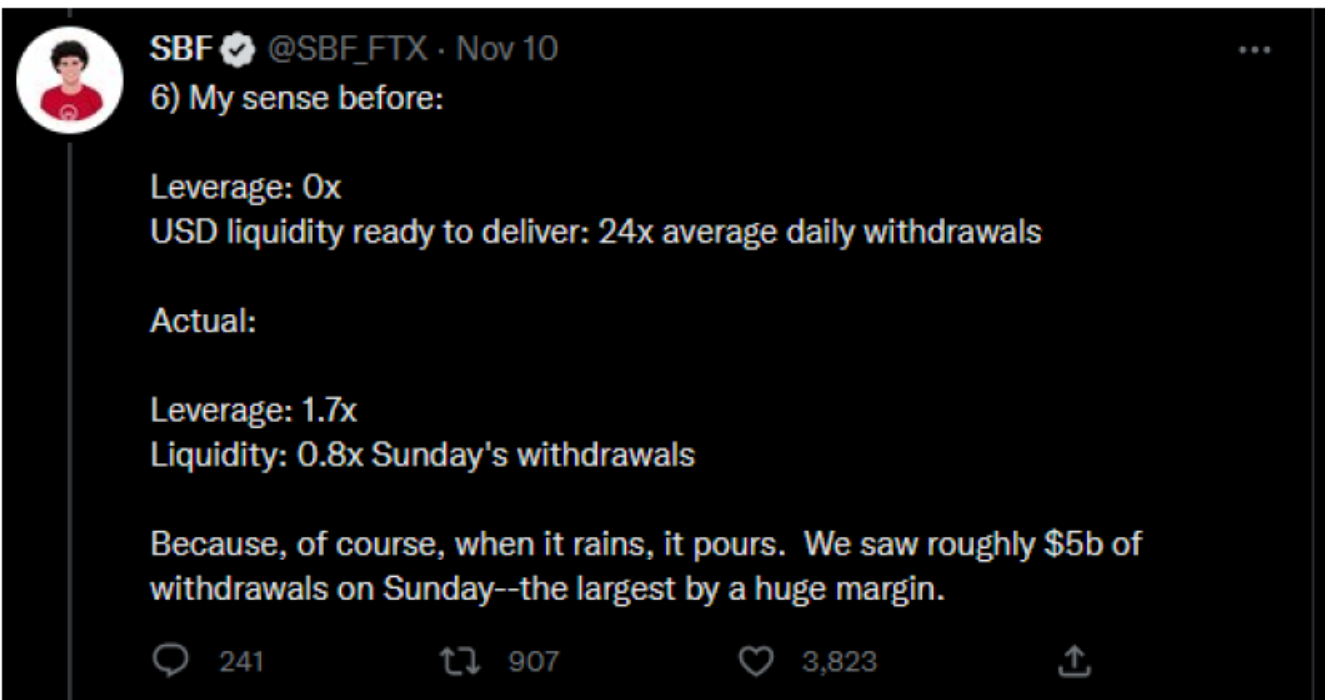 SBF @SBF_FTX · Nov 10
6) My sense before:
Leverage: 0x
USD liquidity ready to deliver: 24x average daily withdrawals
Actual:
Leverage: 1.7x
Liquidity: 0.8x Sunday's withdrawals
Because, of course, when it rains, it pours.  We saw roughly $5b of
withdrawals on Sunday--the largest by a huge margin.
241 907 3,823